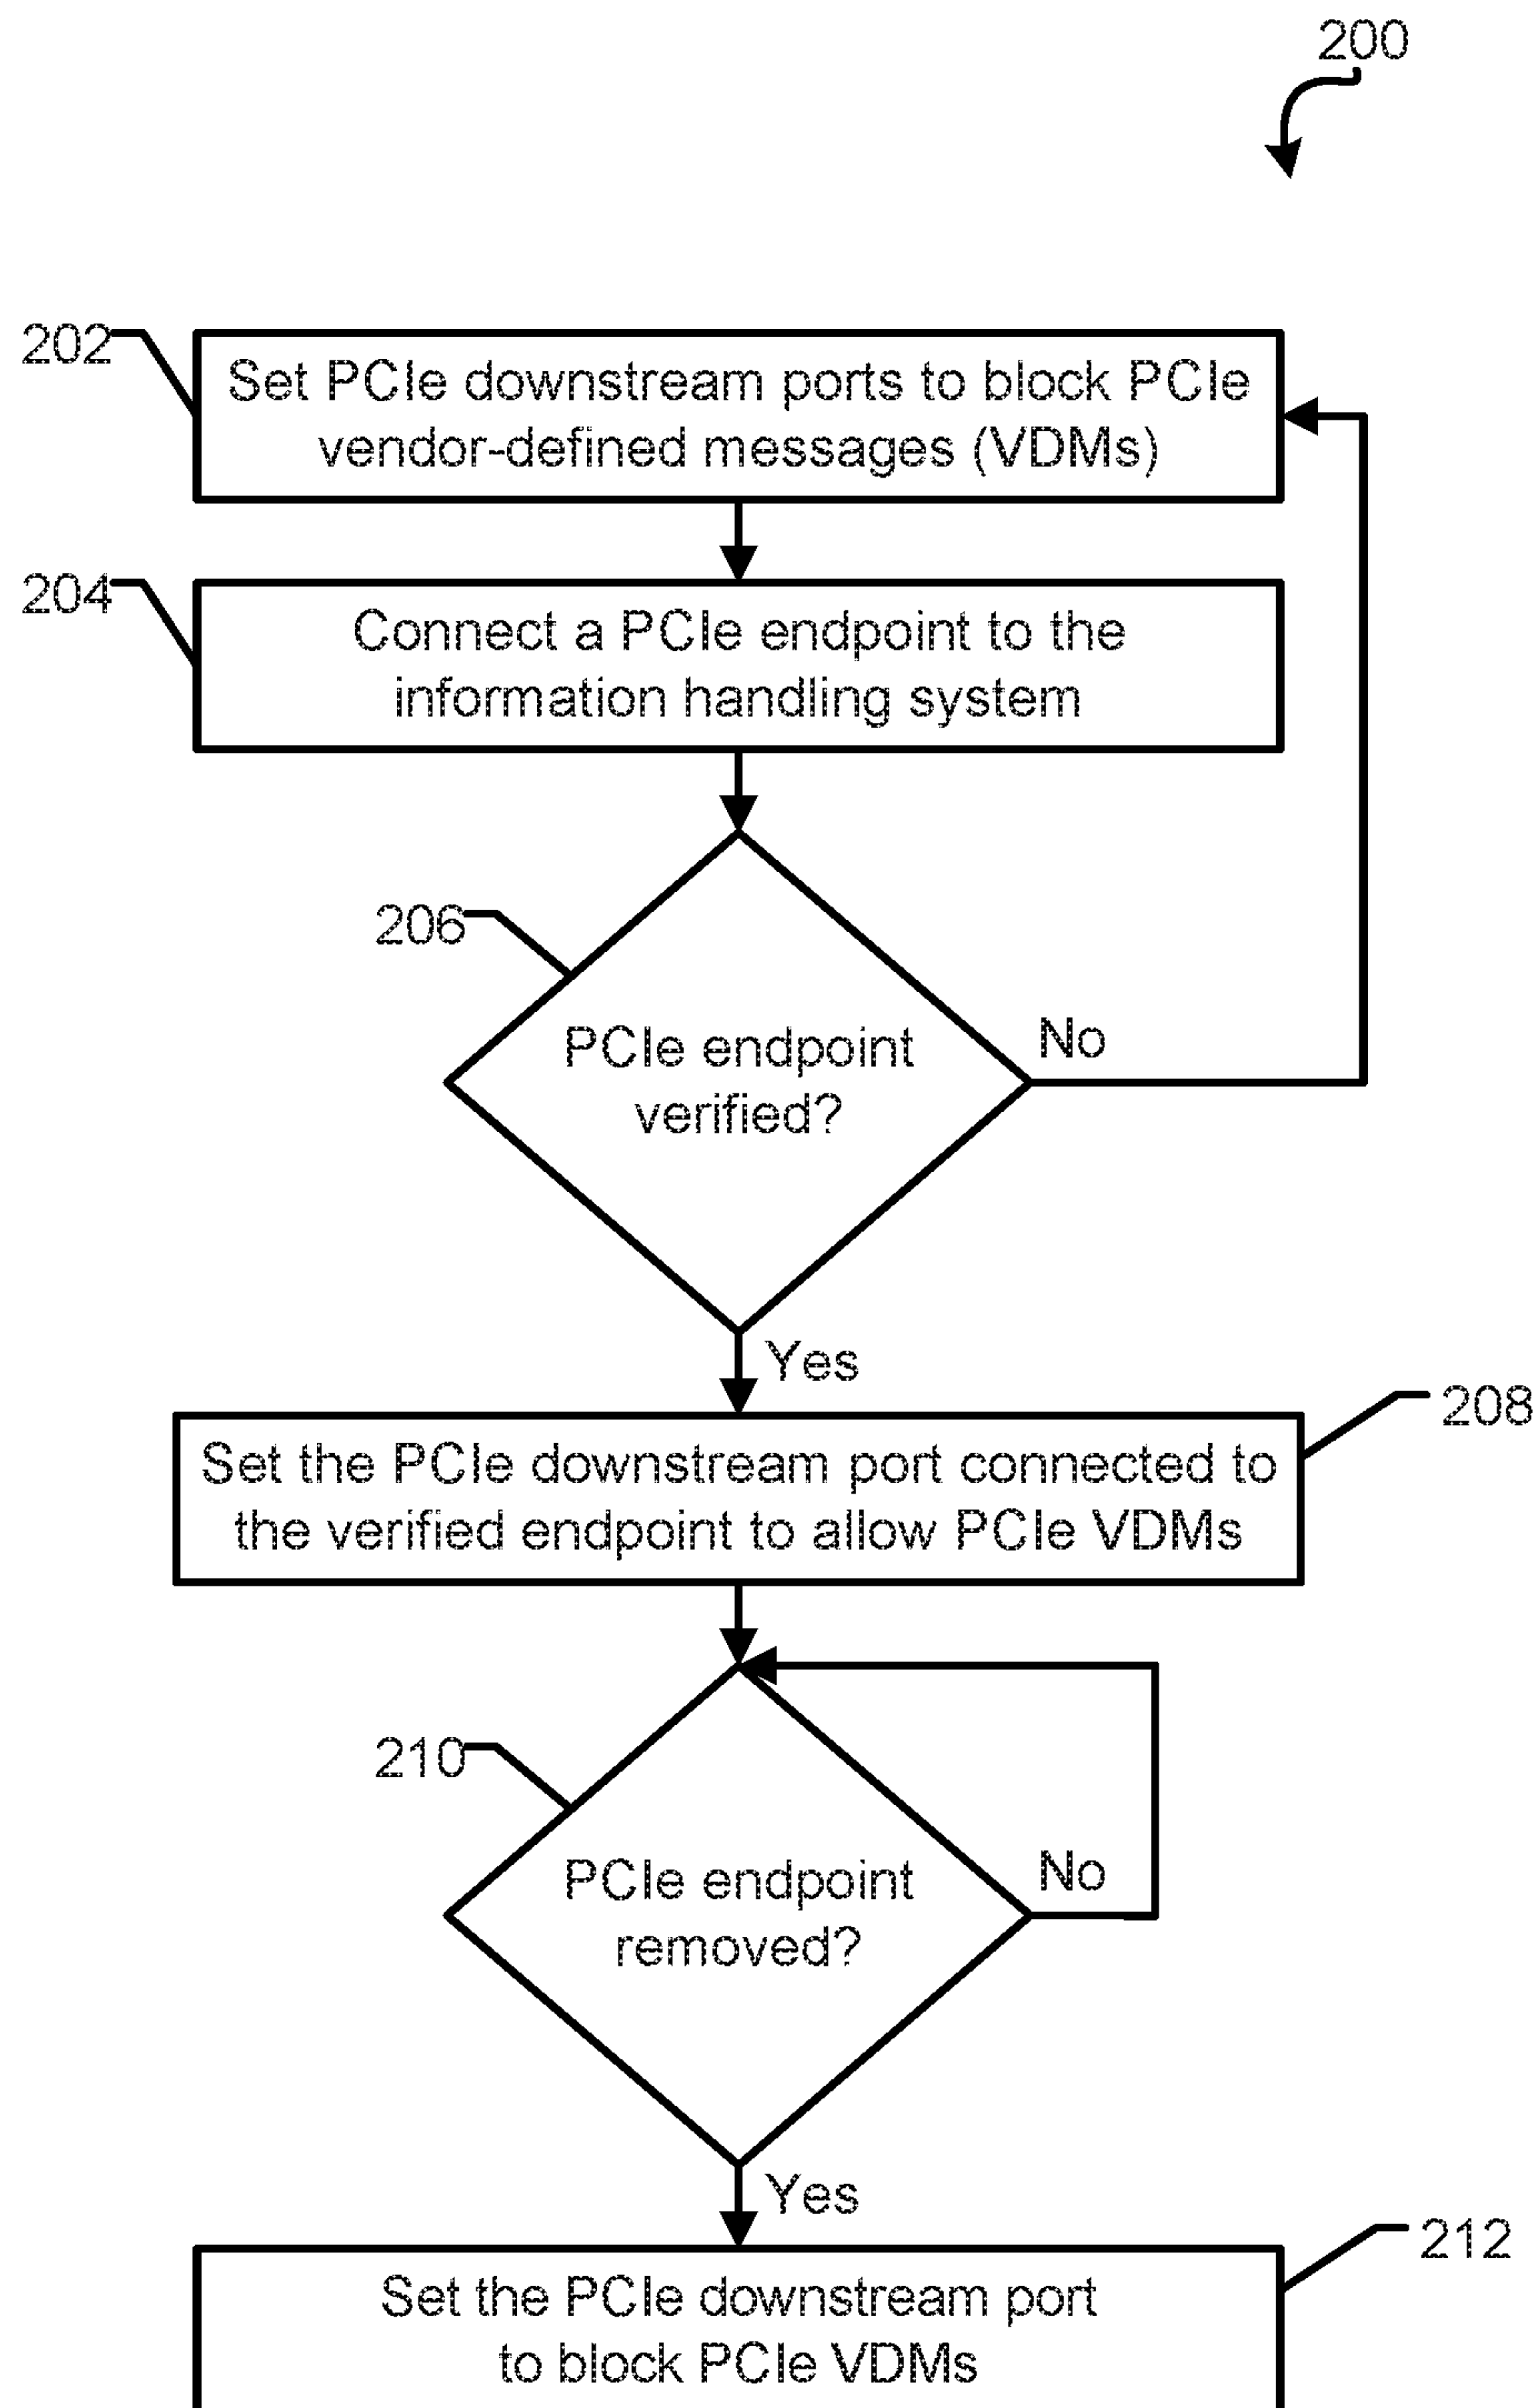 200
202
Set PCIe downstream ports to block PCIe
vendor-defined messages (VDMs)
204
Connect a PCIe endpoint to the
information handling system
206
PCIe endpoint
verified?
No
Yes
208
Set the PCIe downstream port connected to
the verified endpoint to allow PCIe VDMs
210
PCIe endpoint
removed?
No
Yes
212
Set the PCIe downstream port
to block PCIe VDMs